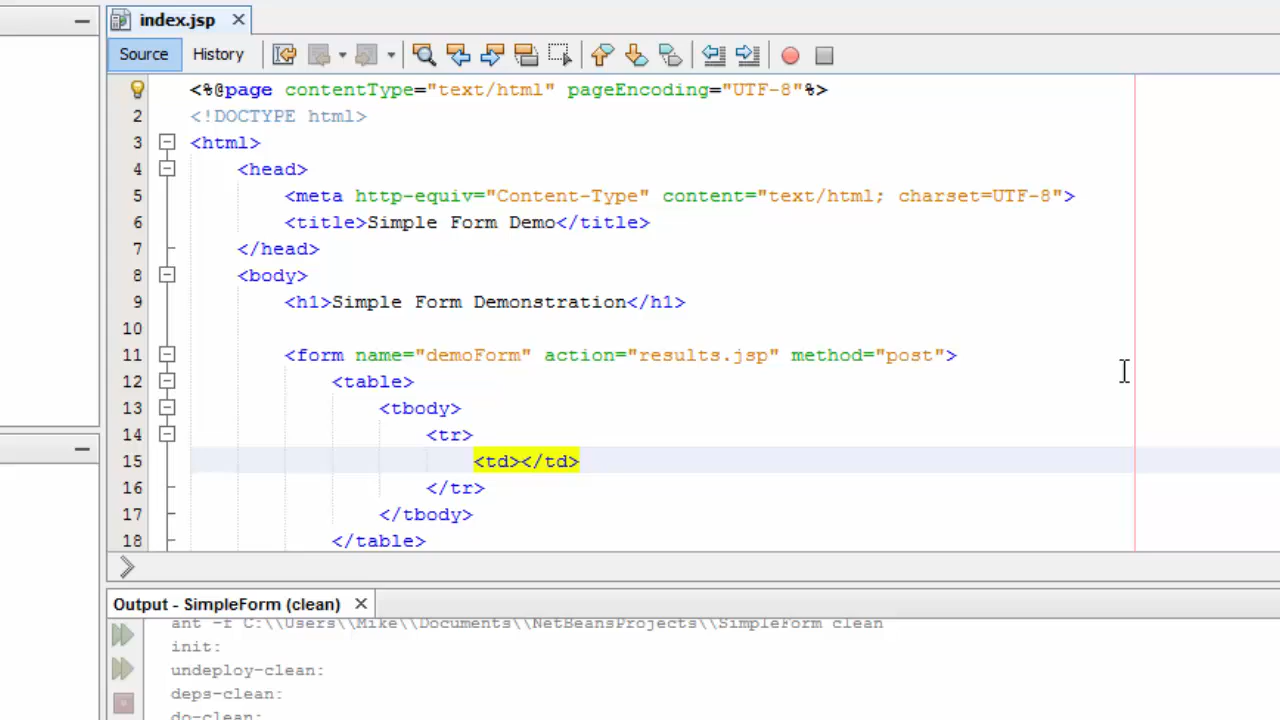 index.jsp
Source History
<%@page contentType="text/html" pageEncoding="UTF-8"%>
2 <!DOCTYPE html>
3 <html>
4 <head>
5 <meta http-equiv="Content-Type" content="text/html; charset=UTF-8">
6 <title>Simple Form Demo</title>
7 </head>
8 <body>
9 <h1>Simple Form Demonstration</h1>
10
11 <form name="demoForm" action="results.jsp" method="post">
12 <table>
13 <tbody>
14 <tr>
15 <td></td>
16 </tr>
17 </tbody>
18 </table>
Output - SimpleForm (clean)
ant -f C:\\Users\\Mike\\Documents\\NetBeansProjects\\SimpleForm clean
init:
undeploy-clean:
deps-clean:
do-clean: